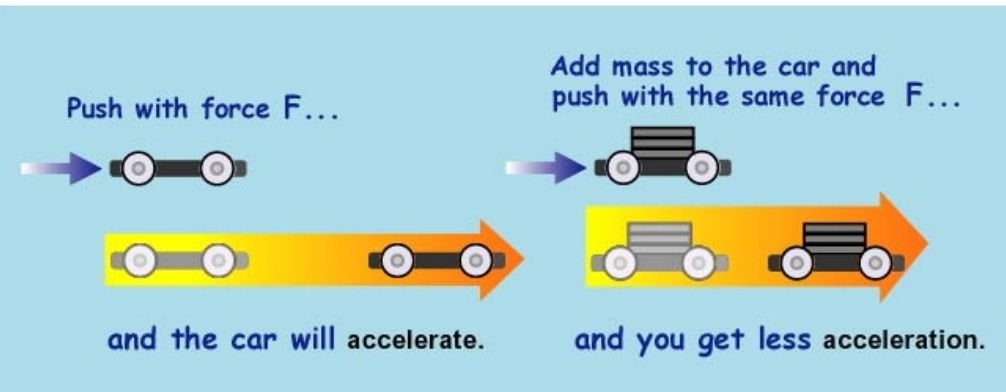 Push with force F...
and the car will accelerate.
Add mass to the car and
push with the same force F...
and you get less acceleration.